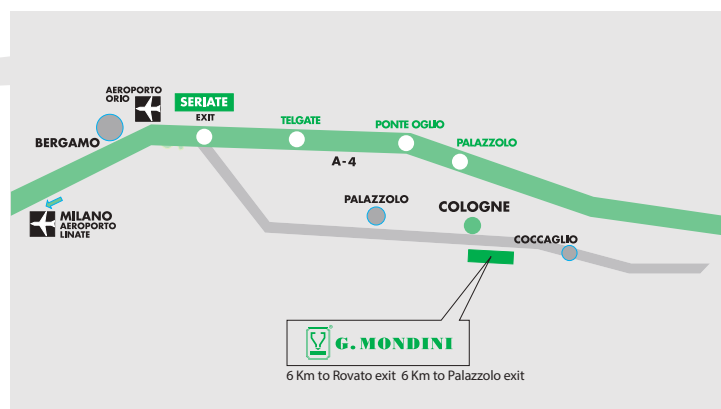 AEROPORTO
ORIO
SERIATE
EXIT
TELGATE
PONTE OGLIO
PALAZZOLO
BERGAMO
A-4
MILANO
AEROPORTO
LINATE
PALAZZOLO
COLOGNE
COCCAGLIO
G. MONDINI
6 Km to Rovato exit 6 Km to Palazzolo exit